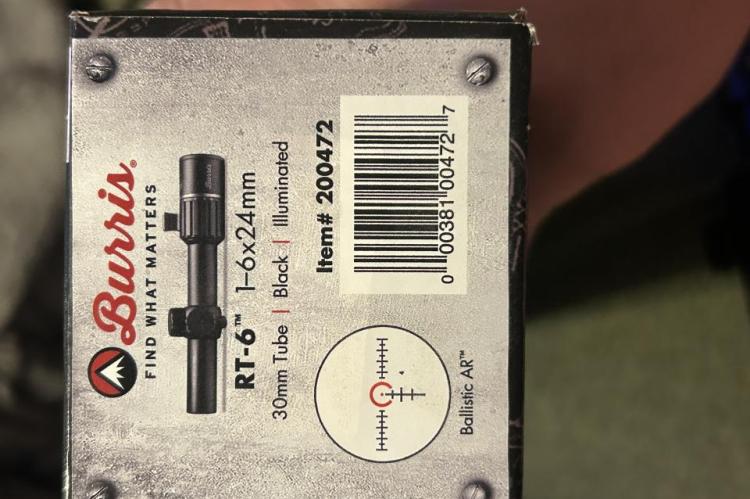 Burris®
FIND WHAT MATTERS
RT-6™ 1–6x24mm
30mm Tube | Black | Illuminated
Item# 200472
0 00381 00472 7
Ballistic AR™